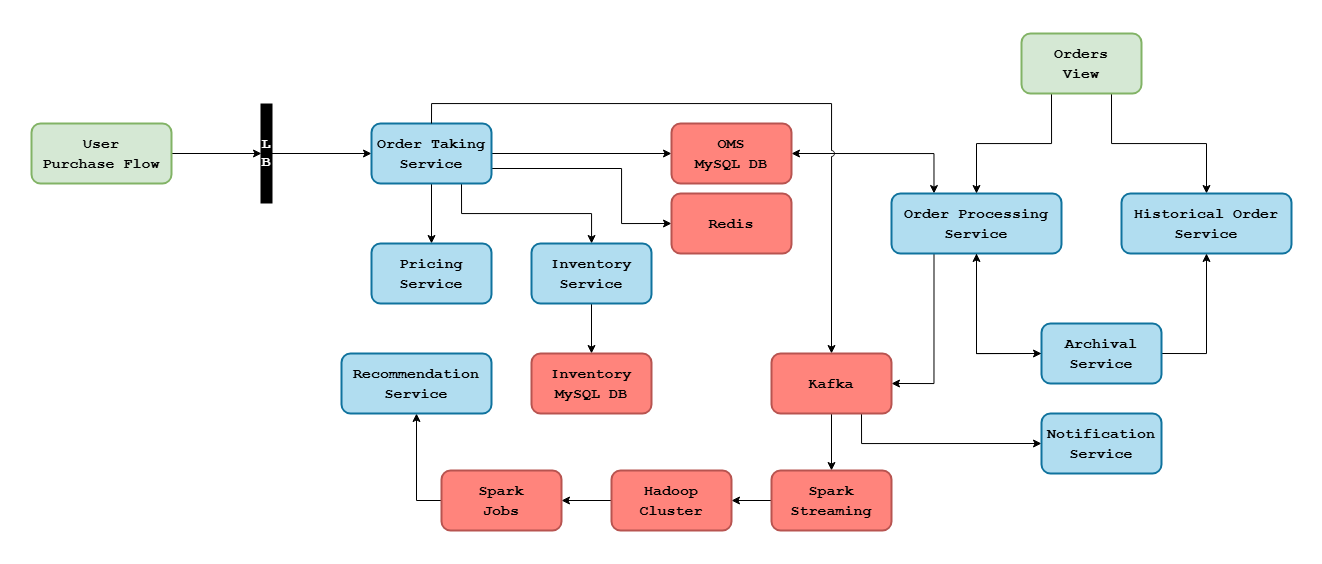 Orders
View
User
Purchase Flow
L
B
Order Taking
Service
OMS
MySQL DB
Redis
Order Processing
Service
Historical Order
Service
Pricing
Service
Inventory
Service
Archival
Service
Recommendation
Service
Inventory
MySQL DB
Kafka
Notification
Service
Spark
Jobs
Hadoop
Cluster
Spark
Streaming